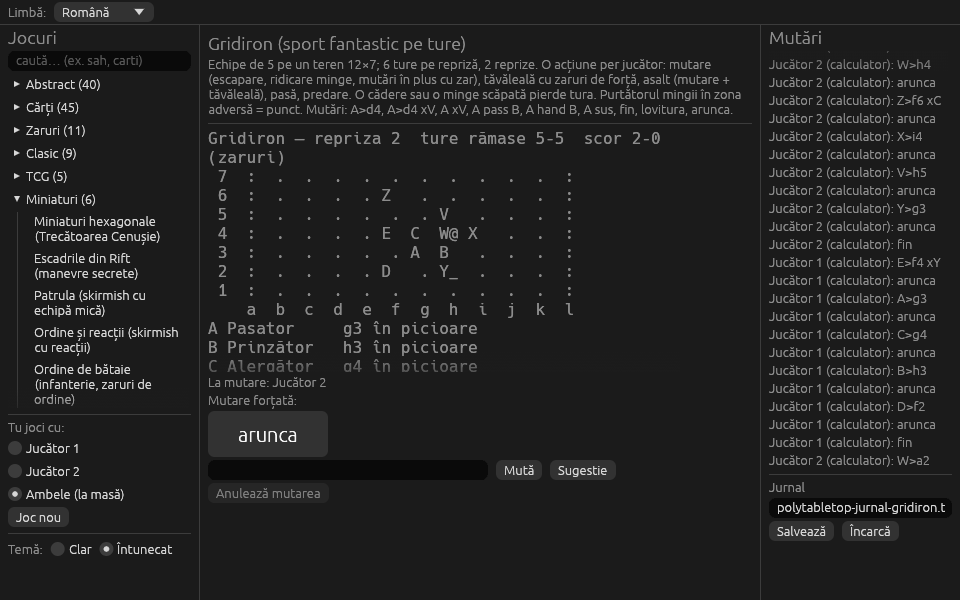 Limbă: Română
Jocuri
caută... (ex. sah, carti)
Abstract (40)
Cărți (45)
Zaruri (11)
Clasic (9)
TCG (5)
Miniaturi (6)
Miniaturi hexagonale
(Trecătoarea Cenușie)
Escadrile din Rift
(manevre secrete)
Patrula (skirmish cu
echipă mică)
Ordine și reacții (skirmish
cu reacții)
Ordine de bătaie
(infanterie, zaruri de
ordine)
Tu joci cu:
Jucător 1
Jucător 2
Ambele (la masă)
Joc nou
Temă: Clar Întunecat
Gridiron (sport fantastic pe ture)
Echipe de 5 pe un teren 12×7; 6 ture pe repriză, 2 reprize. O acțiune per jucător: mutare
(escapare, ridicare minge, mutări în plus cu zar), tăvăleală cu zaruri de forță, asalt (mutare +
tăvăleală), pasă, predare. O cădere sau o minge scăpată pierde tura. Purtătorul mingii în zona
adversă = punct. Mutări: A>d4, A>d4 xV, A xV, A pass B, A hand B, A sus, fin, lovitura, arunca.
Gridiron — repriza 2  ture rămase 5-5  scor 2-0
(zaruri)
7  :  .  .  .  .  .  .  .  .  .  .  :
6  :  .  .  .  . Z   .  .  .  .  .  :
5  :  .  .  .  .  .  . V   .  .  .  :
4  :  .  .  .  . E  C  W@ X   .  .  :
3  :  .  .  .  .  . A  B   .  .  .  :
2  :  .  .  .  . D   . Y_  .  .  .  :
1  :  .  .  .  .  .  .  .  .  .  .  :
a  b  c  d  e  f  g  h  i  j  k  l
A Pasator     g3 în picioare
B Prinzător   h3 în picioare
C Alergător   g4 în picioare
La mutare: Jucător 2
Mutare forțată:
arunca
Mută Sugestie
Anulează mutarea
Mutări
Jucător 2 (calculator): W>h4
Jucător 2 (calculator): arunca
Jucător 2 (calculator): Z>f6 xC
Jucător 2 (calculator): arunca
Jucător 2 (calculator): X>i4
Jucător 2 (calculator): arunca
Jucător 2 (calculator): V>h5
Jucător 2 (calculator): arunca
Jucător 2 (calculator): Y>g3
Jucător 2 (calculator): arunca
Jucător 2 (calculator): fin
Jucător 1 (calculator): E>f4 xY
Jucător 1 (calculator): arunca
Jucător 1 (calculator): A>g3
Jucător 1 (calculator): arunca
Jucător 1 (calculator): C>g4
Jucător 1 (calculator): arunca
Jucător 1 (calculator): B>h3
Jucător 1 (calculator): arunca
Jucător 1 (calculator): D>f2
Jucător 1 (calculator): arunca
Jucător 1 (calculator): fin
Jucător 2 (calculator): W>a2
Jurnal
polytabletop-jurnal-gridiron.t
Salvează Încarcă